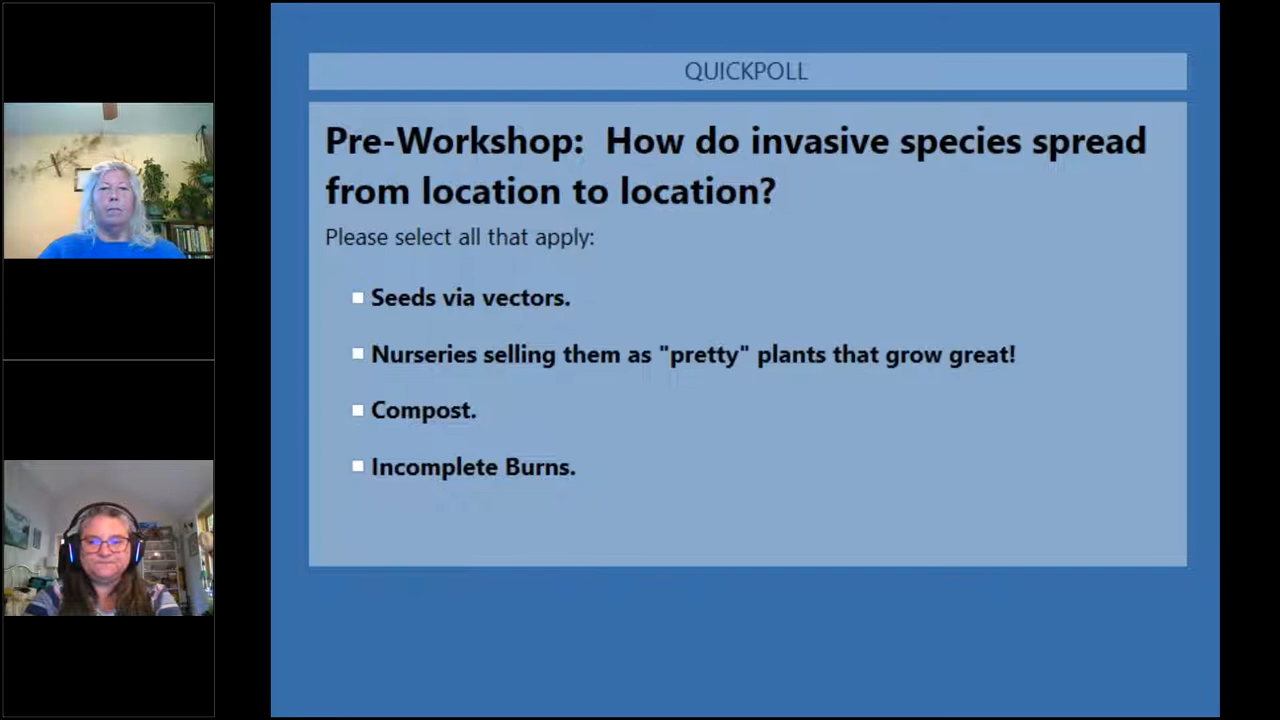 QUICKPOLL
Pre-Workshop: How do invasive species spread
from location to location?
Please select all that apply:
Seeds via vectors.
Nurseries selling them as "pretty" plants that grow great!
Compost.
Incomplete Burns.